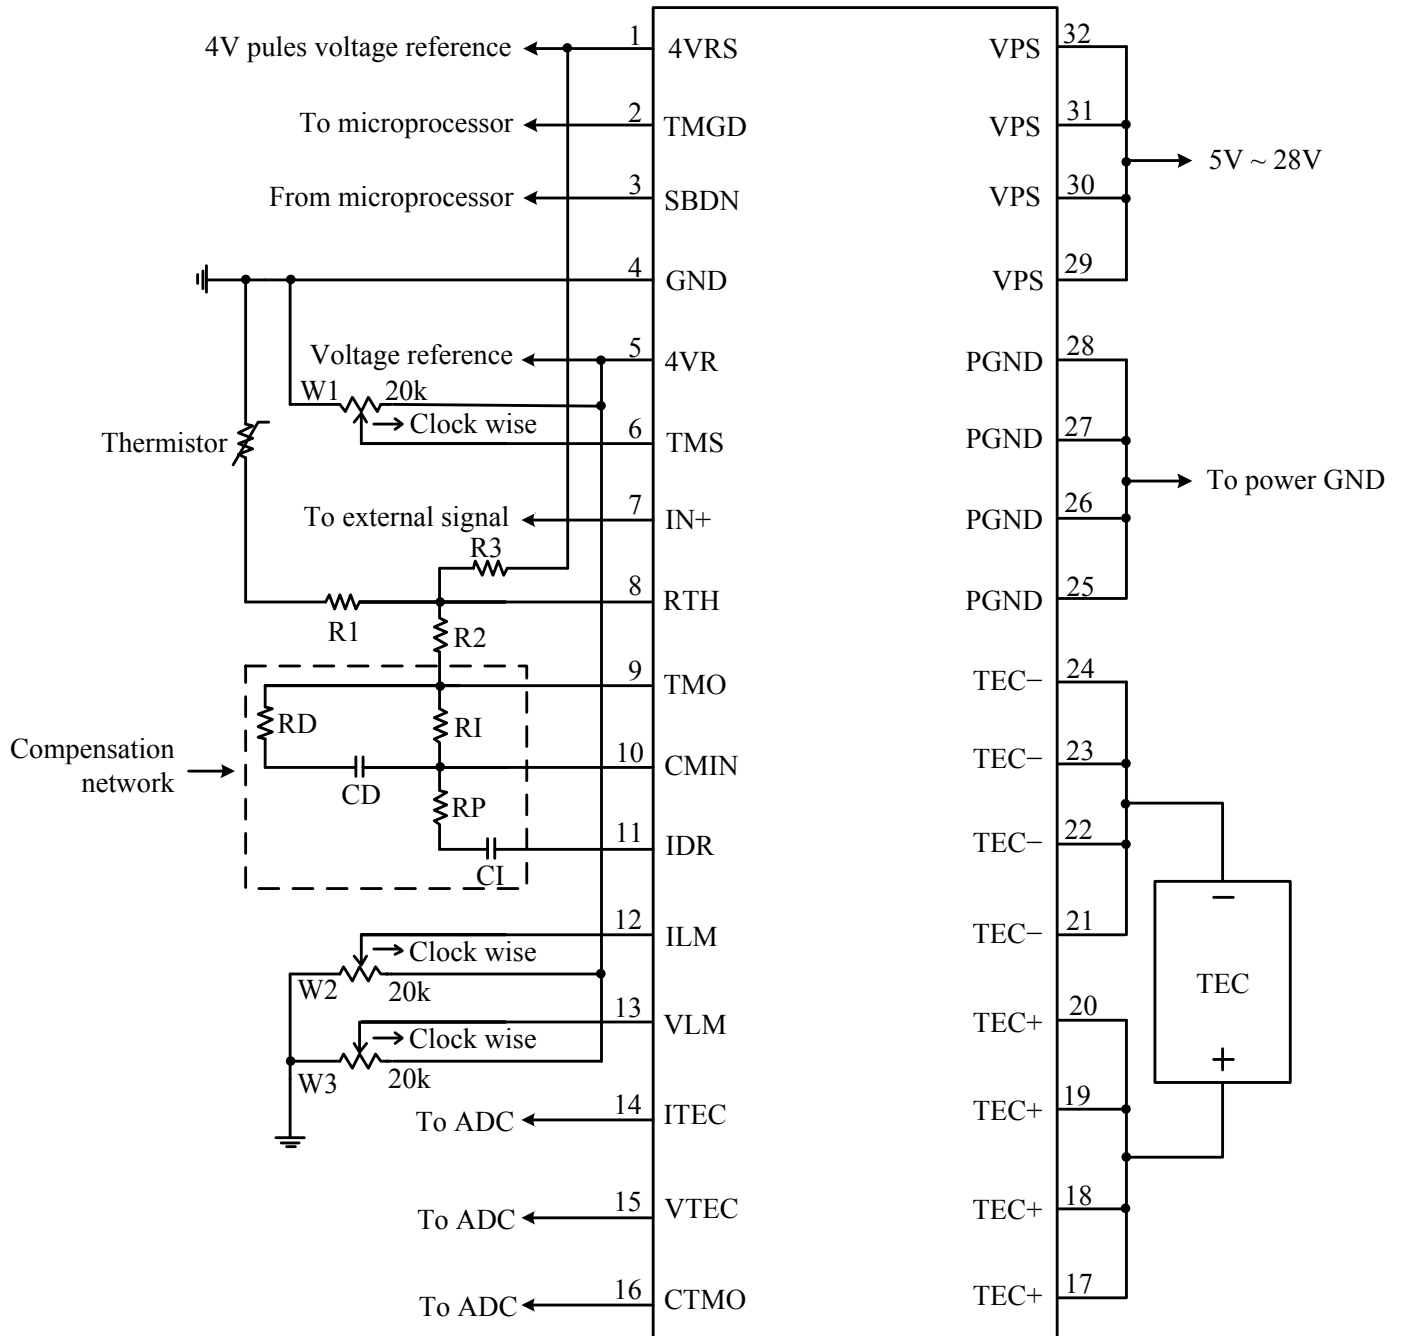 4V pules voltage reference 1 4VRS VPS 32
To microprocessor 2 TMGD VPS 31
5V ~ 28V
From microprocessor 3 SBDN VPS 30
4 GND VPS 29
Voltage reference 5 4VR PGND 28
W1 20k
Clock wise
Thermistor 6 TMS PGND 27
To power GND
To external signal 7 IN+ PGND 26
R3
8 RTH PGND 25
R1 R2
9 TMO TEC− 24
RD RI
Compensation
network
10 CMIN TEC− 23
CD RP
11 IDR TEC− 22
CI
−
12 ILM TEC− 21
Clock wise
W2 20k
TEC
13 VLM TEC+ 20
Clock wise
W3 20k
+
To ADC 14 ITEC TEC+ 19
To ADC 15 VTEC TEC+ 18
To ADC 16 CTMO TEC+ 17